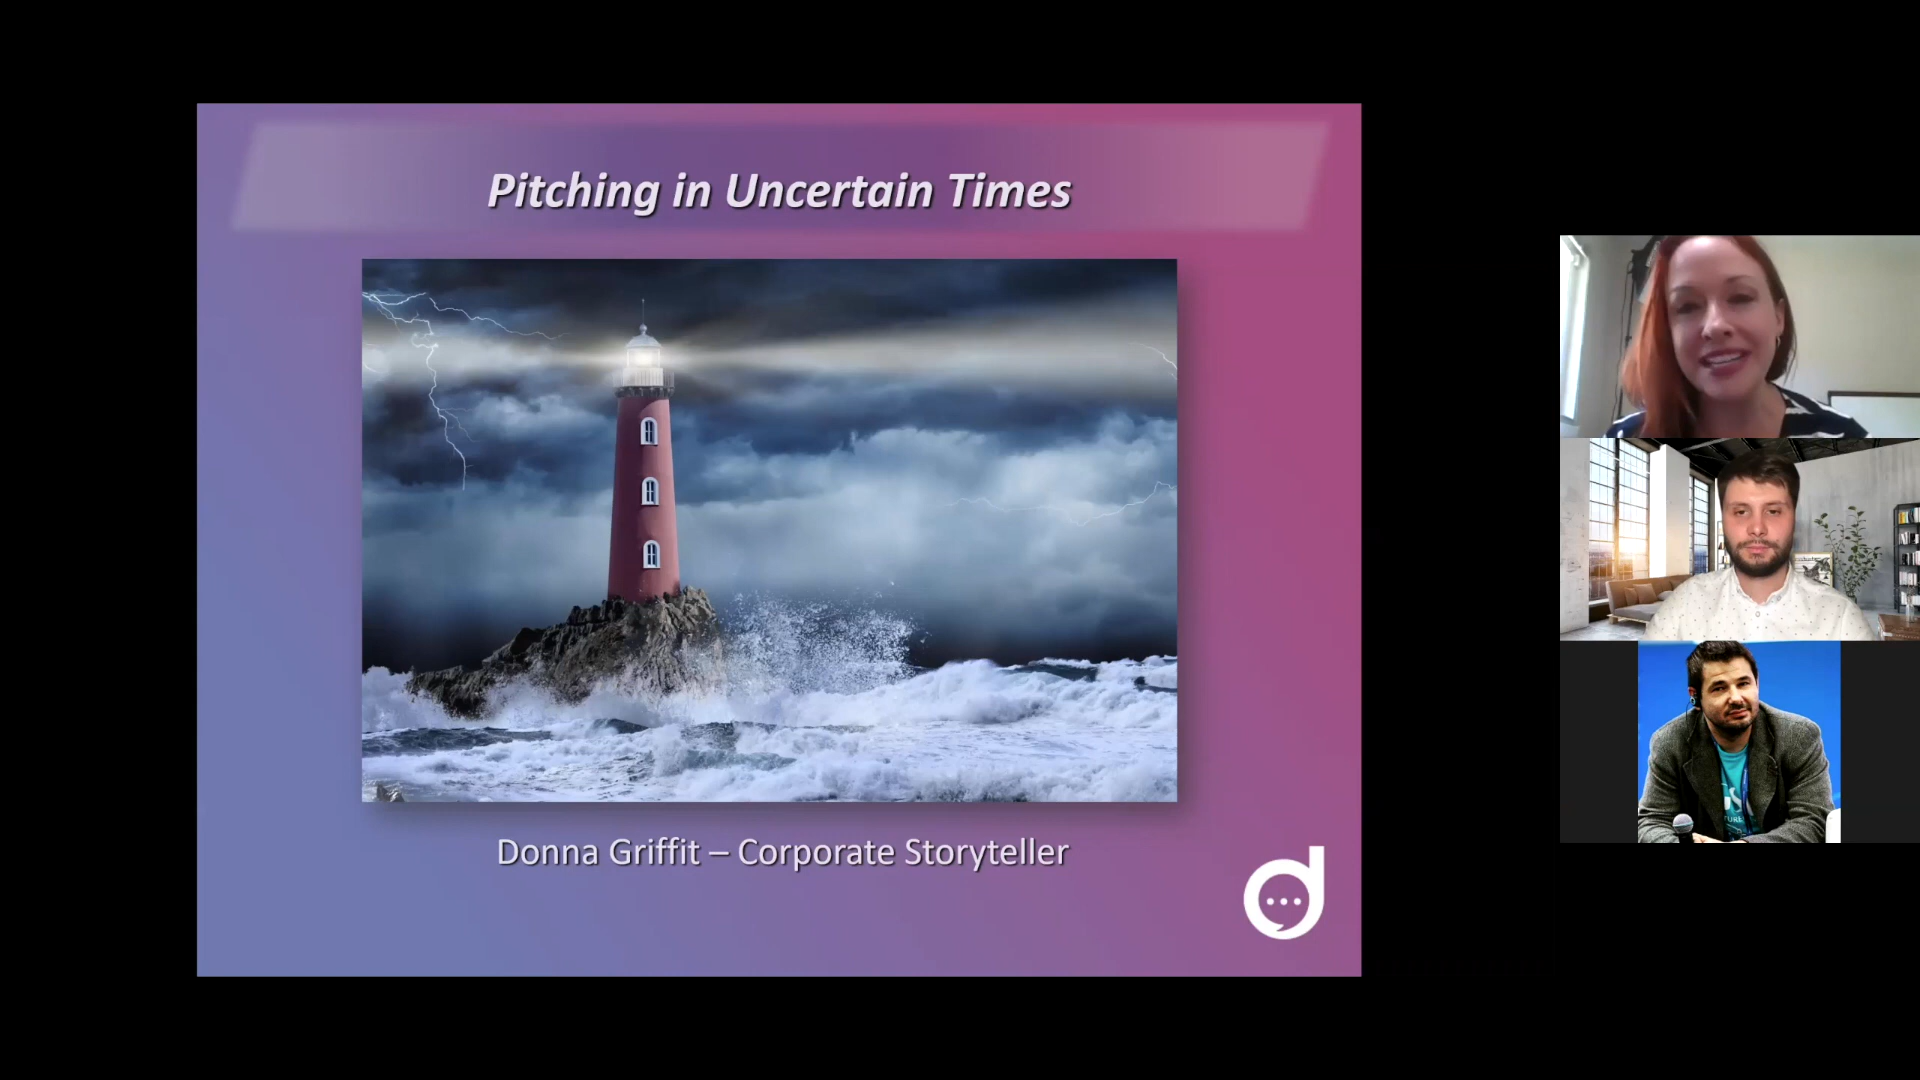 Pitching in Uncertain Times
Donna Griffit – Corporate Storyteller